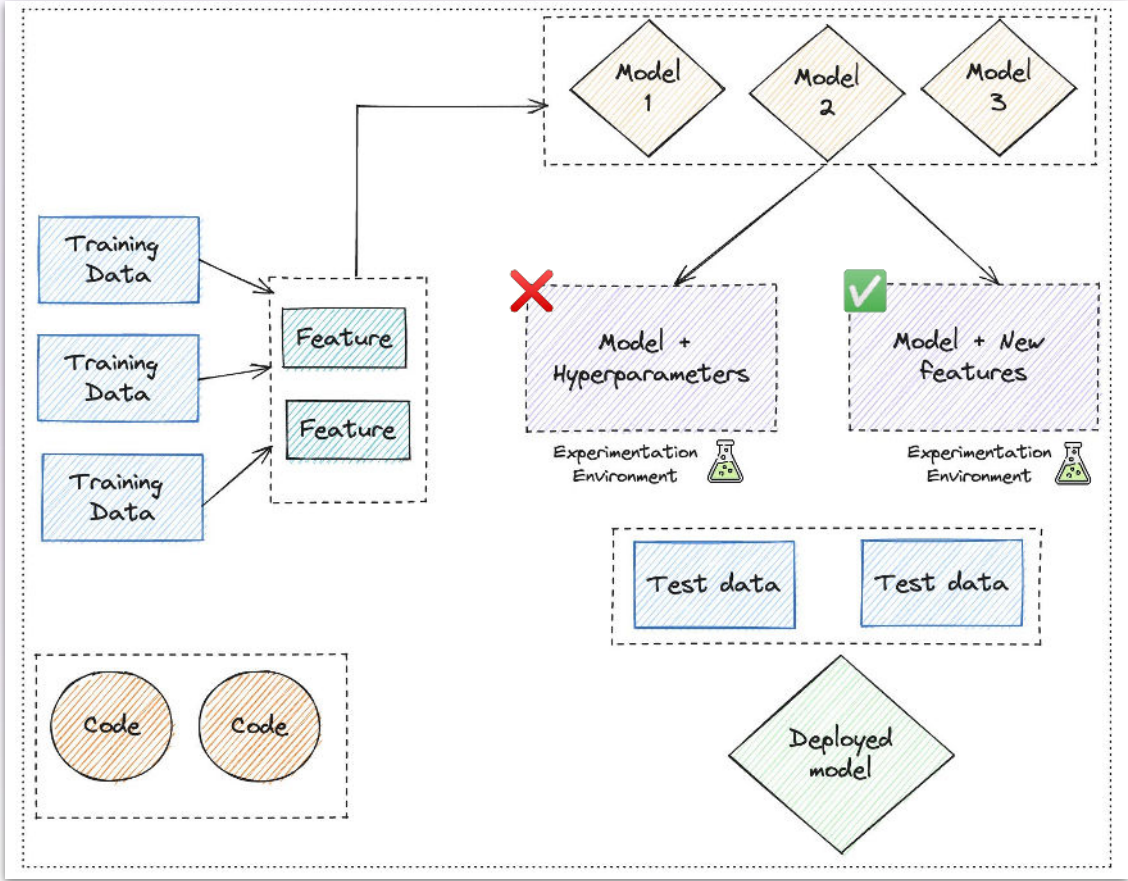 Model
1
Model
2
Model
3
Training
Data
Training
Data
Training
Data
Feature
Feature
Model +
Hyperparameters
Model + New
features
Experimentation
Environment
Experimentation
Environment
Test data
Test data
Code
Code
Deployed
model